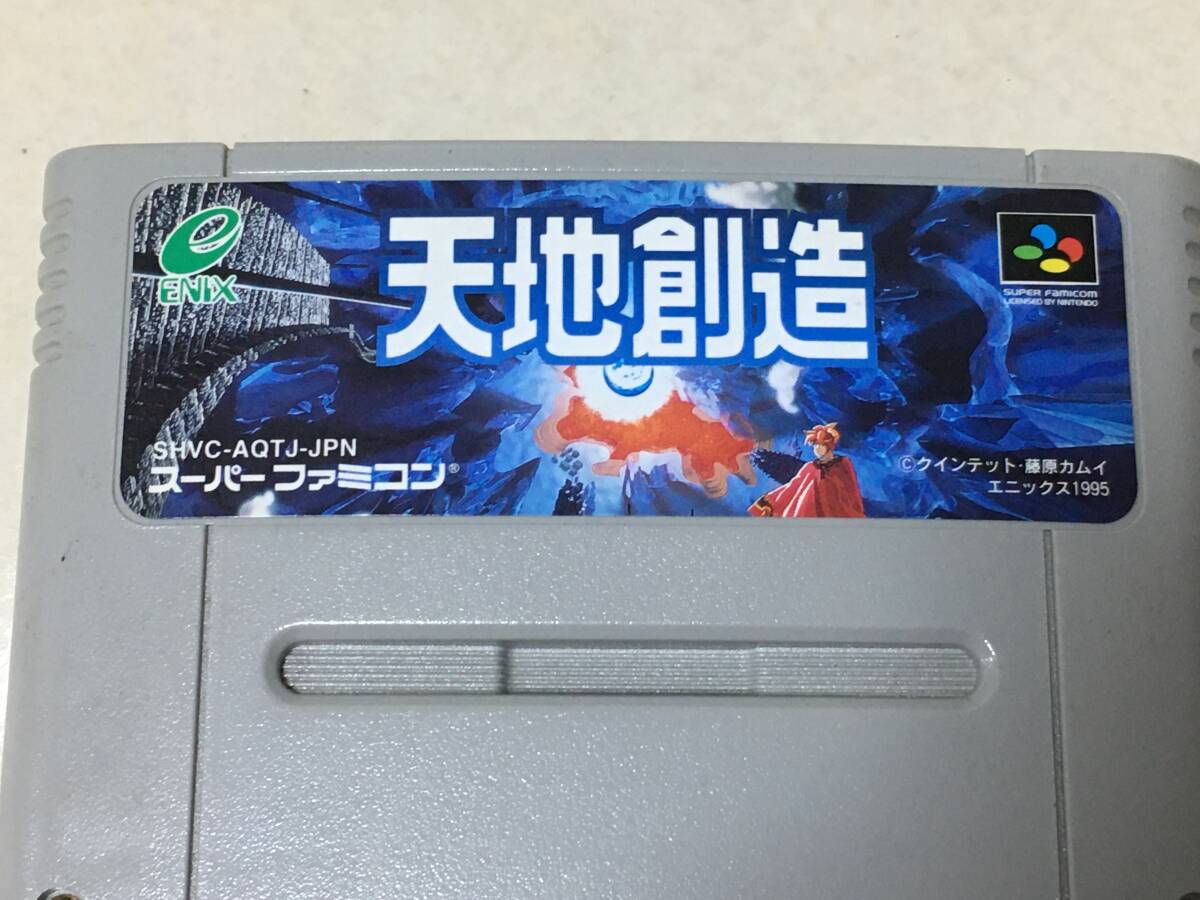 ENIX
天地創造
SUPER FAMICOM
LICENSED BY NINTENDO
SHVC-AQTJ-JPN
スーパーファミコン®
©クインテット・藤原カムイ
エニックス1995